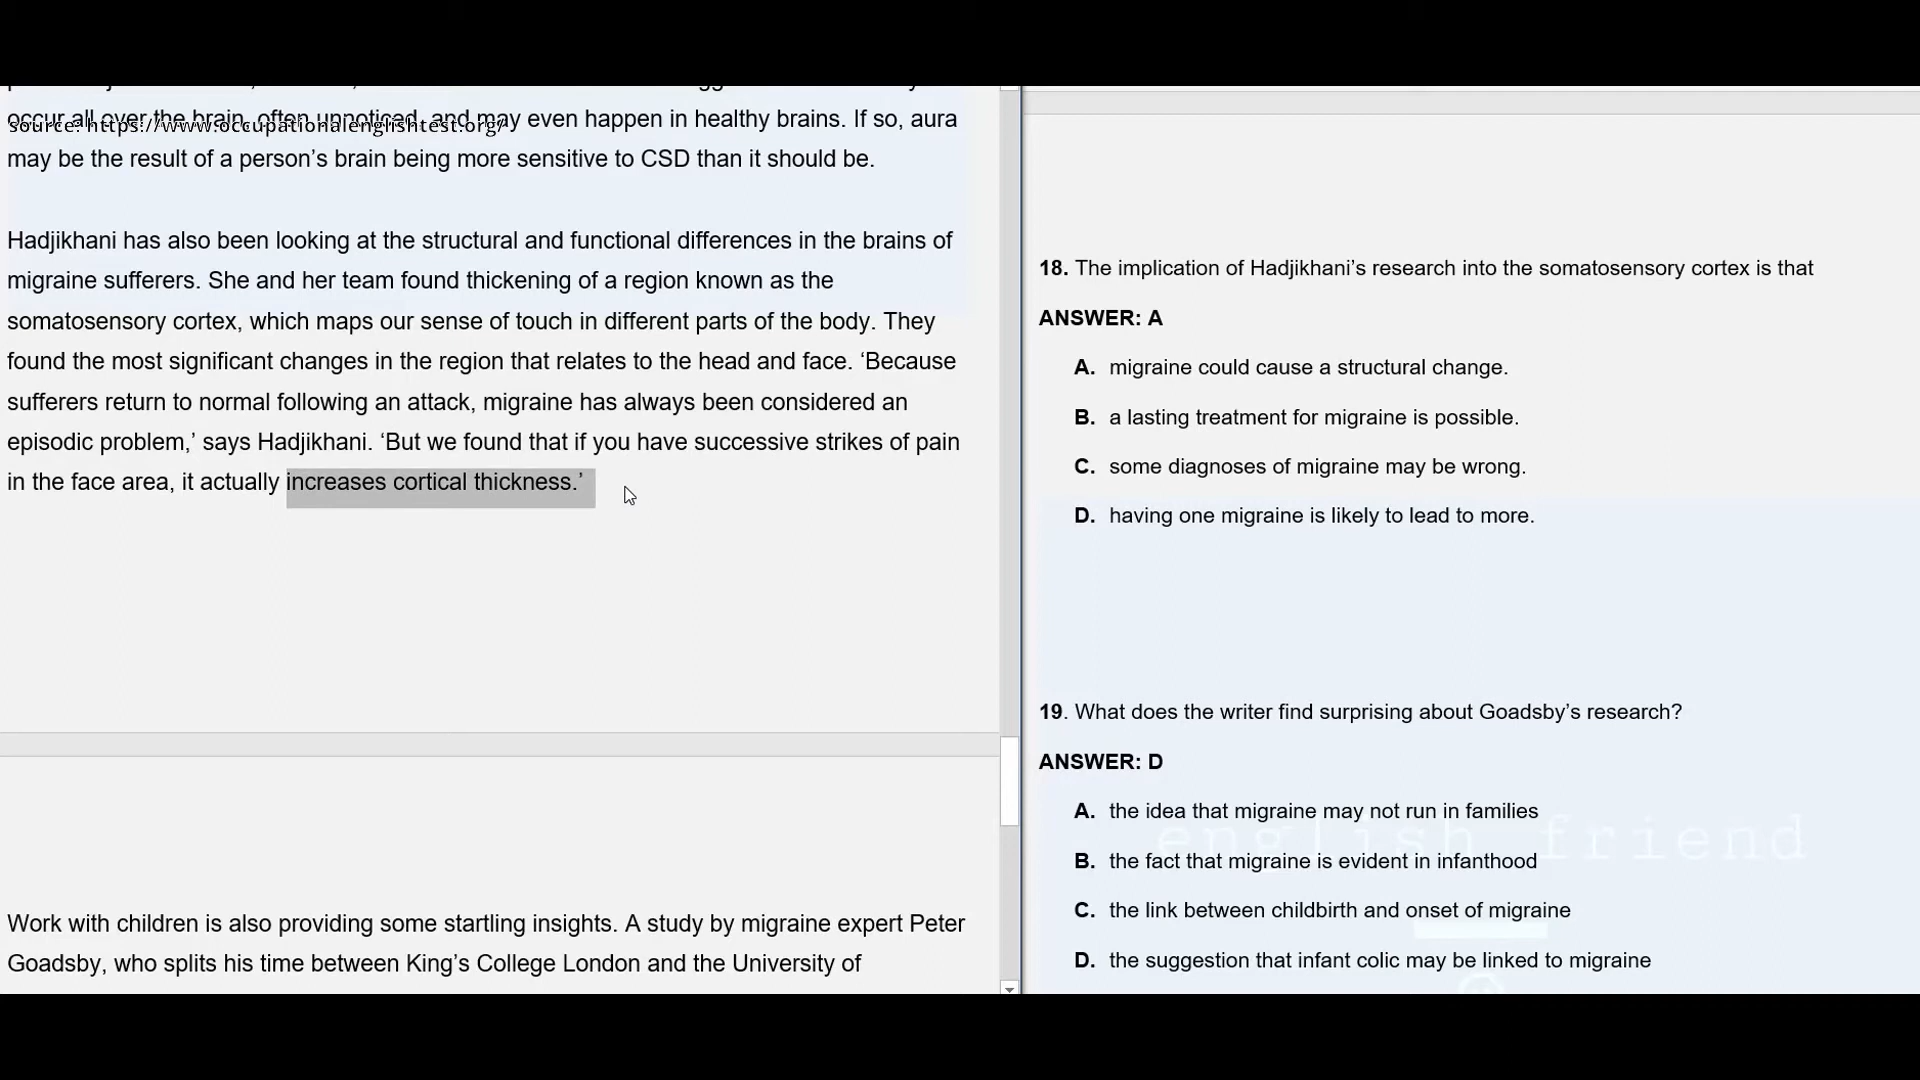 occur all over the brain, often unnoticed, and may even happen in healthy brains. If so, aura
source: https://www.occupationalenglishtest.org/
may be the result of a person’s brain being more sensitive to CSD than it should be.
Hadjikhani has also been looking at the structural and functional differences in the brains of
migraine sufferers. She and her team found thickening of a region known as the
somatosensory cortex, which maps our sense of touch in different parts of the body. They
found the most significant changes in the region that relates to the head and face. ‘Because
sufferers return to normal following an attack, migraine has always been considered an
episodic problem,’ says Hadjikhani. ‘But we found that if you have successive strikes of pain
in the face area, it actually increases cortical thickness.’
Work with children is also providing some startling insights. A study by migraine expert Peter
Goadsby, who splits his time between King’s College London and the University of
18. The implication of Hadjikhani’s research into the somatosensory cortex is that
ANSWER: A
A. migraine could cause a structural change.
B. a lasting treatment for migraine is possible.
C. some diagnoses of migraine may be wrong.
D. having one migraine is likely to lead to more.
19. What does the writer find surprising about Goadsby’s research?
ANSWER: D
A. the idea that migraine may not run in families
english friend
B. the fact that migraine is evident in infanthood
C. the link between childbirth and onset of migraine
D. the suggestion that infant colic may be linked to migraine